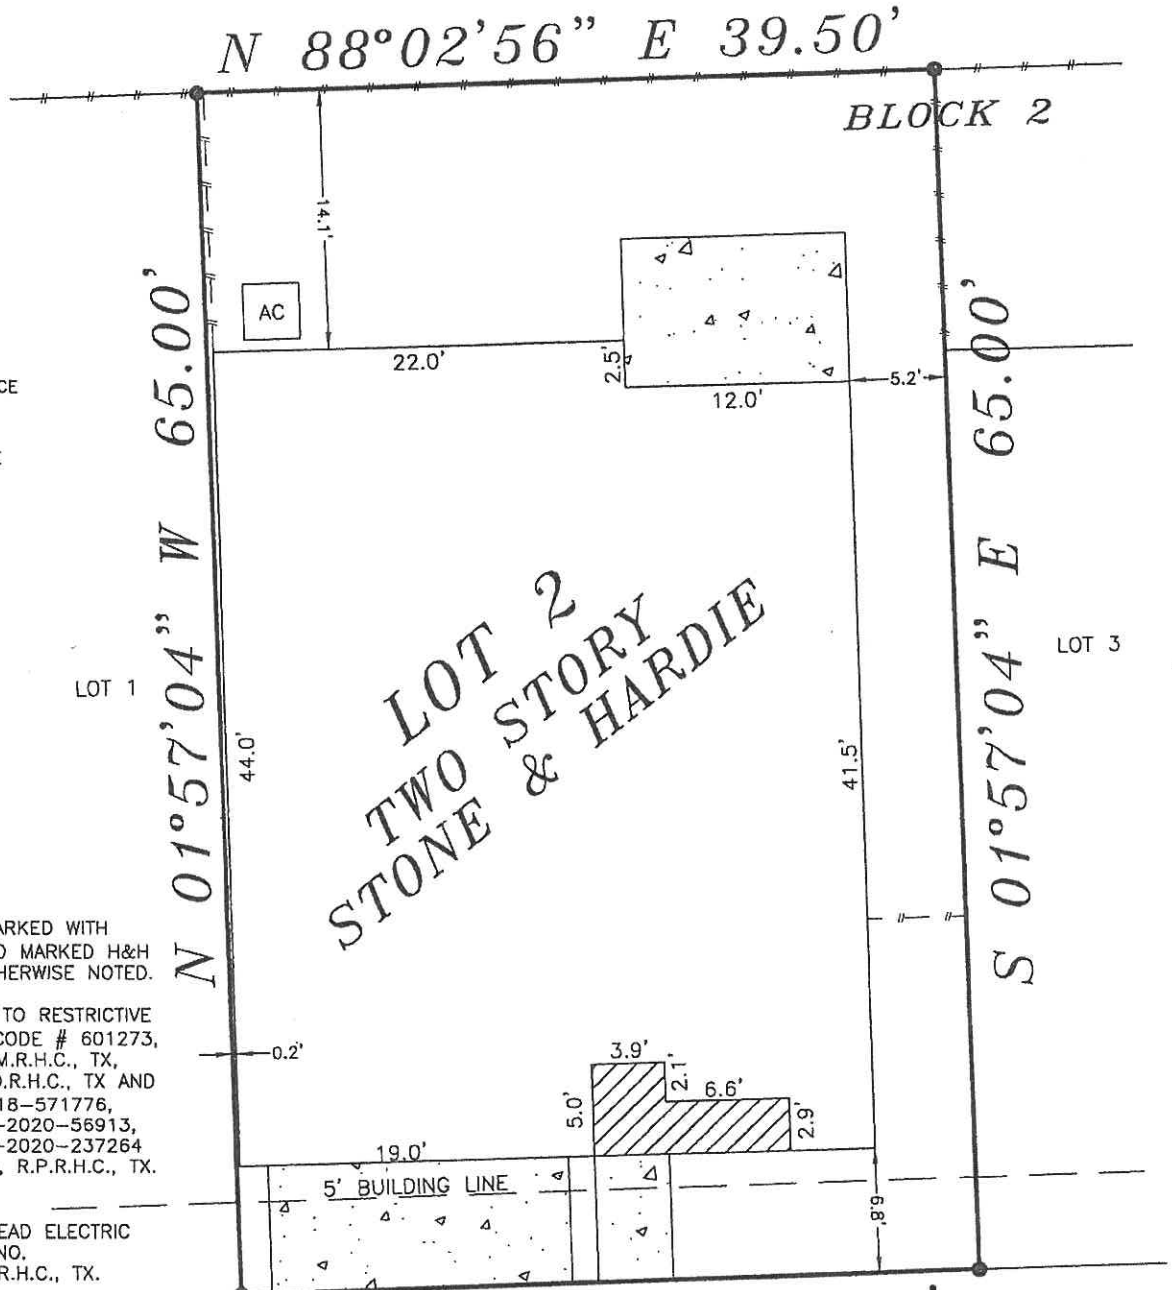 N 88°02'56" E 39.50'
BLOCK 2
14.1'
AC
22.0'
2.5'
12.0'
5.2'
CE
N 01°57'04" W 65.00'
S 01°57'04" E 65.00'
LOT 1
LOT 2
TWO STORY
STONE & HARDIE
LOT 3
44.0'
41.5'
ARKED WITH
D MARKED H&H
HERWISE NOTED.
TO RESTRICTIVE
CODE # 601273,
M.R.H.C., TX,
O.R.H.C., TX AND
18-571776,
-2020-56913,
-2020-237264
, R.P.R.H.C., TX.
0.2'
3.9'
2.1'
6.6'
5.0'
2.9'
19.0'
5' BUILDING LINE
6.8'
EAD ELECTRIC
NO.
R.H.C., TX.